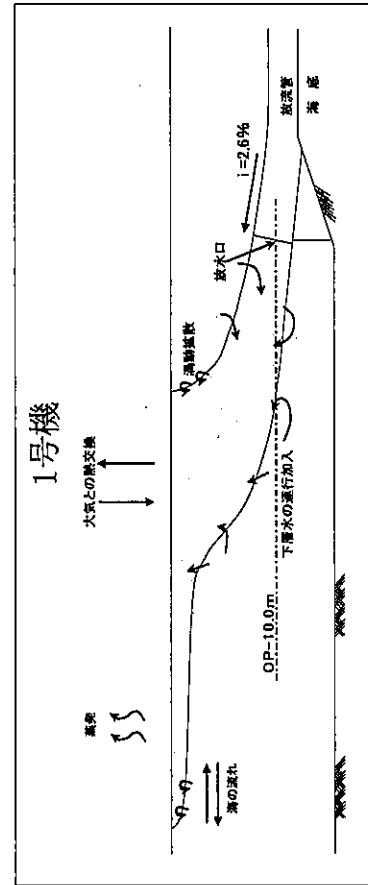 1号機
蒸発
大気との熱交換
渦動拡散
i=2.6%
放水口
放流管
海底
海の流れ
OP-10.0m
下層水の連行加入